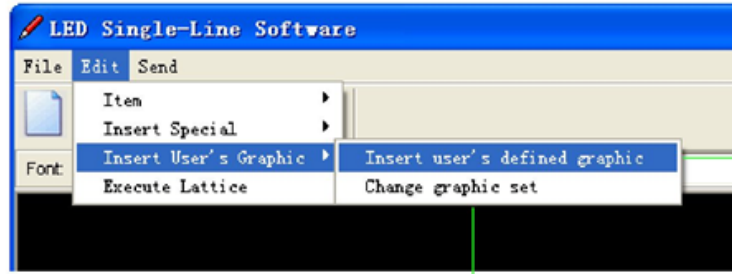 LED Single-Line Software
File Edit Send
Item
Insert Special
Insert User's Graphic Insert user's defined graphic
Font: Execute Lattice Change graphic set